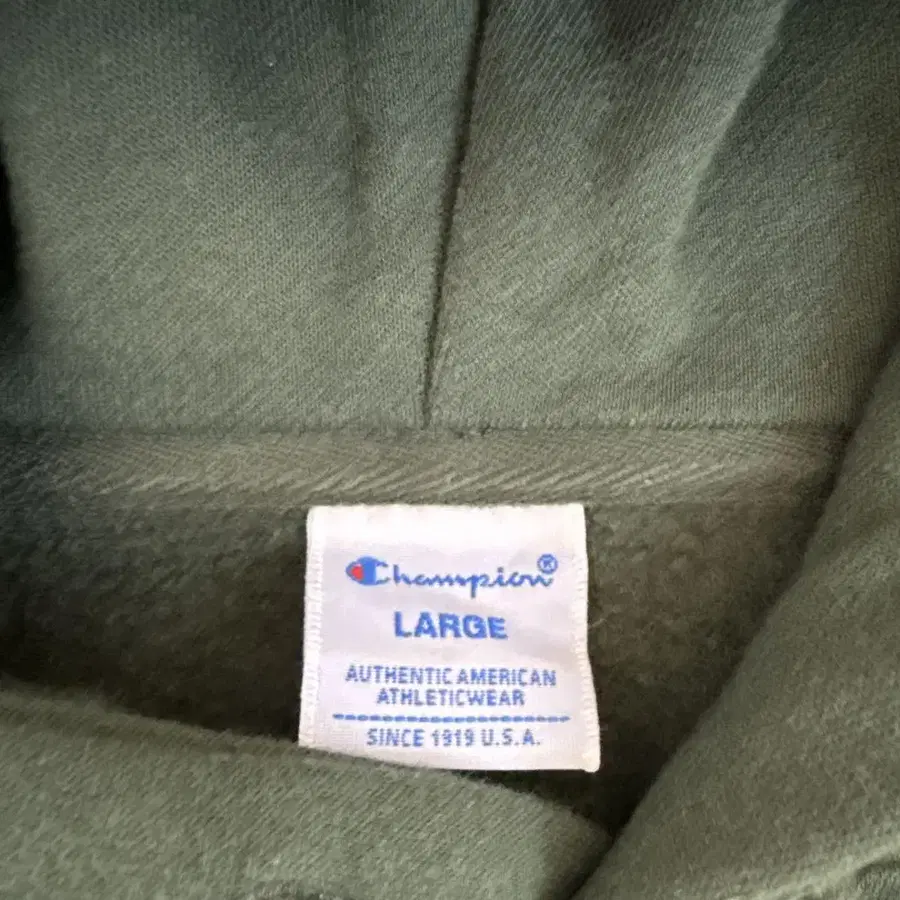 Champion®
LARGE
AUTHENTIC AMERICAN
ATHLETICWEAR
SINCE 1919 U.S.A.